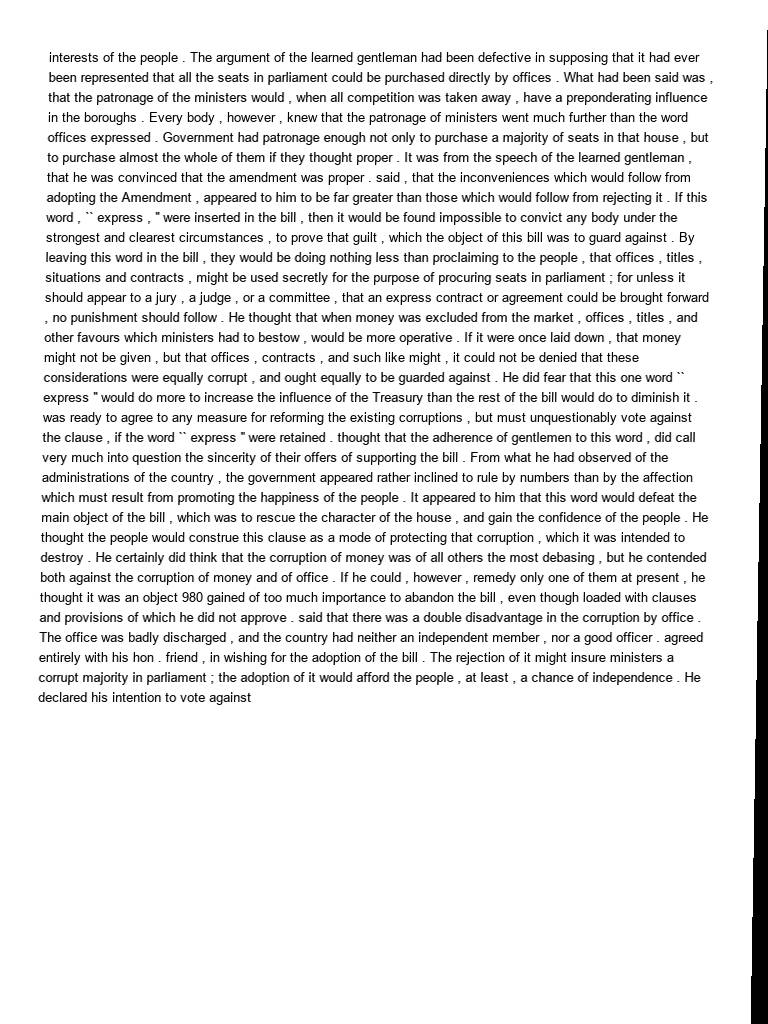 interests of the people . The argument of the learned gentleman had been defective in supposing that it had ever
been represented that all the seats in parliament could be purchased directly by offices . What had been said was ,
that the patronage of the ministers would , when all competition was taken away , have a preponderating influence
in the boroughs . Every body , however , knew that the patronage of ministers went much further than the word
offices expressed . Government had patronage enough not only to purchase a majority of seats in that house , but
to purchase almost the whole of them if they thought proper . It was from the speech of the learned gentleman ,
that he was convinced that the amendment was proper . said , that the inconveniences which would follow from
adopting the Amendment , appeared to him to be far greater than those which would follow from rejecting it . If this
word , `` express , '' were inserted in the bill , then it would be found impossible to convict any body under the
strongest and clearest circumstances , to prove that guilt , which the object of this bill was to guard against . By
leaving this word in the bill , they would be doing nothing less than proclaiming to the people , that offices , titles ,
situations and contracts , might be used secretly for the purpose of procuring seats in parliament ; for unless it
should appear to a jury , a judge , or a committee , that an express contract or agreement could be brought forward
, no punishment should follow . He thought that when money was excluded from the market , offices , titles , and
other favours which ministers had to bestow , would be more operative . If it were once laid down , that money
might not be given , but that offices , contracts , and such like might , it could not be denied that these
considerations were equally corrupt , and ought equally to be guarded against . He did fear that this one word ``
express '' would do more to increase the influence of the Treasury than the rest of the bill would do to diminish it .
was ready to agree to any measure for reforming the existing corruptions , but must unquestionably vote against
the clause , if the word `` express '' were retained . thought that the adherence of gentlemen to this word , did call
very much into question the sincerity of their offers of supporting the bill . From what he had observed of the
administrations of the country , the government appeared rather inclined to rule by numbers than by the affection
which must result from promoting the happiness of the people . It appeared to him that this word would defeat the
main object of the bill , which was to rescue the character of the house , and gain the confidence of the people . He
thought the people would construe this clause as a mode of protecting that corruption , which it was intended to
destroy . He certainly did think that the corruption of money was of all others the most debasing , but he contended
both against the corruption of money and of office . If he could , however , remedy only one of them at present , he
thought it was an object 980 gained of too much importance to abandon the bill , even though loaded with clauses
and provisions of which he did not approve . said that there was a double disadvantage in the corruption by office .
The office was badly discharged , and the country had neither an independent member , nor a good officer . agreed
entirely with his hon . friend , in wishing for the adoption of the bill . The rejection of it might insure ministers a
corrupt majority in parliament ; the adoption of it would afford the people , at least , a chance of independence . He
declared his intention to vote against